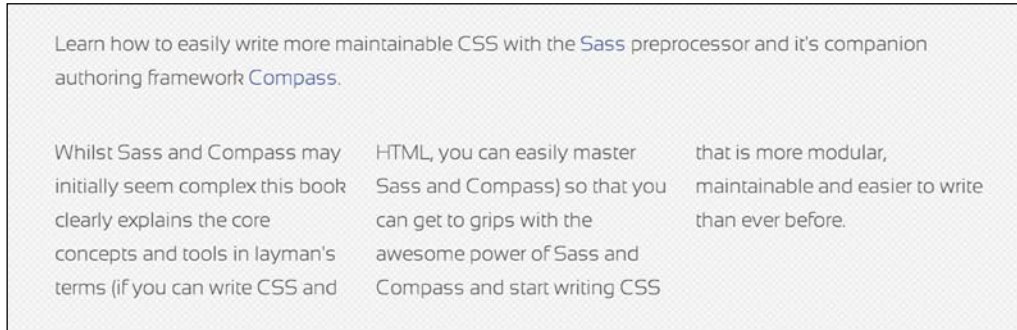 Learn how to easily write more maintainable CSS with the Sass preprocessor and it's companion
authoring framework Compass.
Whilst Sass and Compass may
initially seem complex this book
clearly explains the core
concepts and tools in layman's
terms (if you can write CSS and
HTML, you can easily master
Sass and Compass) so that you
can get to grips with the
awesome power of Sass and
Compass and start writing CSS
that is more modular,
maintainable and easier to write
than ever before.